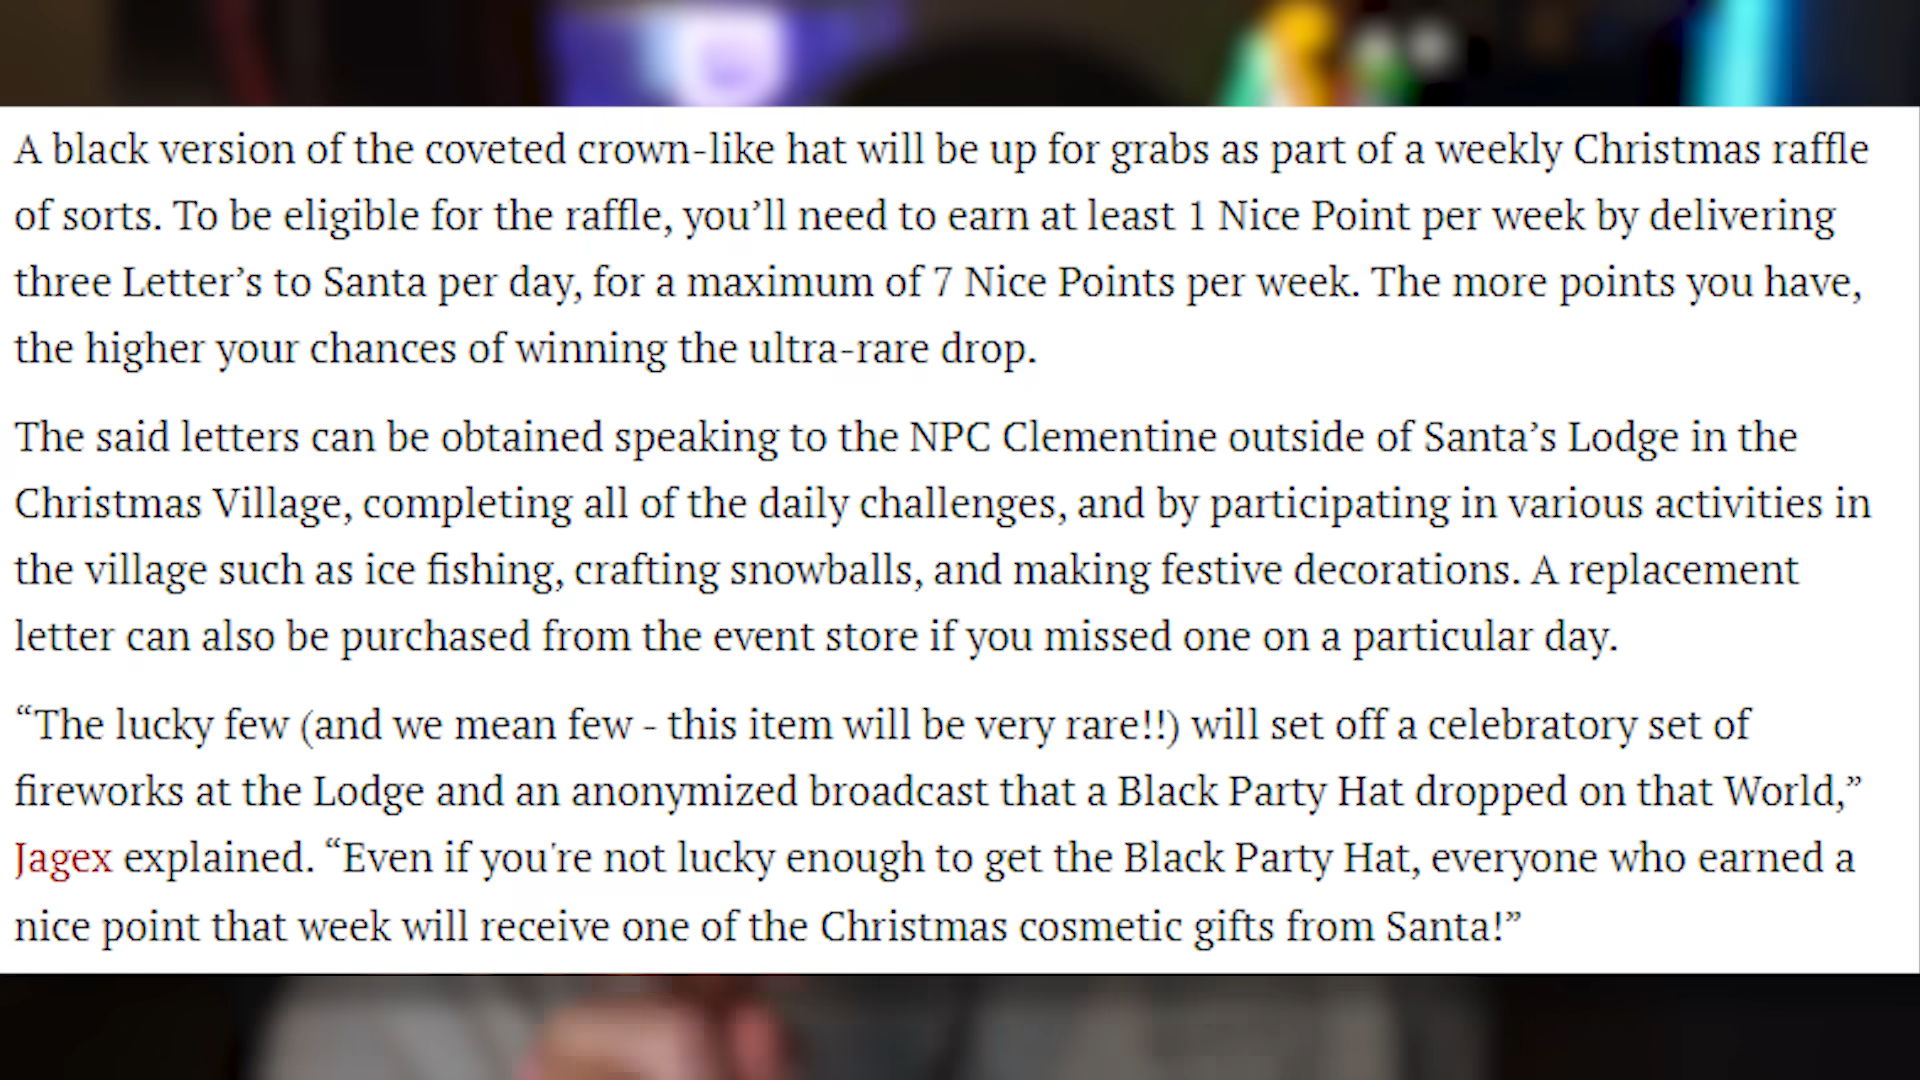 A black version of the coveted crown-like hat will be up for grabs as part of a weekly Christmas raffle
of sorts. To be eligible for the raffle, you’ll need to earn at least 1 Nice Point per week by delivering
three Letter’s to Santa per day, for a maximum of 7 Nice Points per week. The more points you have,
the higher your chances of winning the ultra-rare drop.
The said letters can be obtained speaking to the NPC Clementine outside of Santa’s Lodge in the
Christmas Village, completing all of the daily challenges, and by participating in various activities in
the village such as ice fishing, crafting snowballs, and making festive decorations. A replacement
letter can also be purchased from the event store if you missed one on a particular day.
“The lucky few (and we mean few - this item will be very rare!!) will set off a celebratory set of
fireworks at the Lodge and an anonymized broadcast that a Black Party Hat dropped on that World,”
Jagex explained. “Even if you're not lucky enough to get the Black Party Hat, everyone who earned a
nice point that week will receive one of the Christmas cosmetic gifts from Santa!”